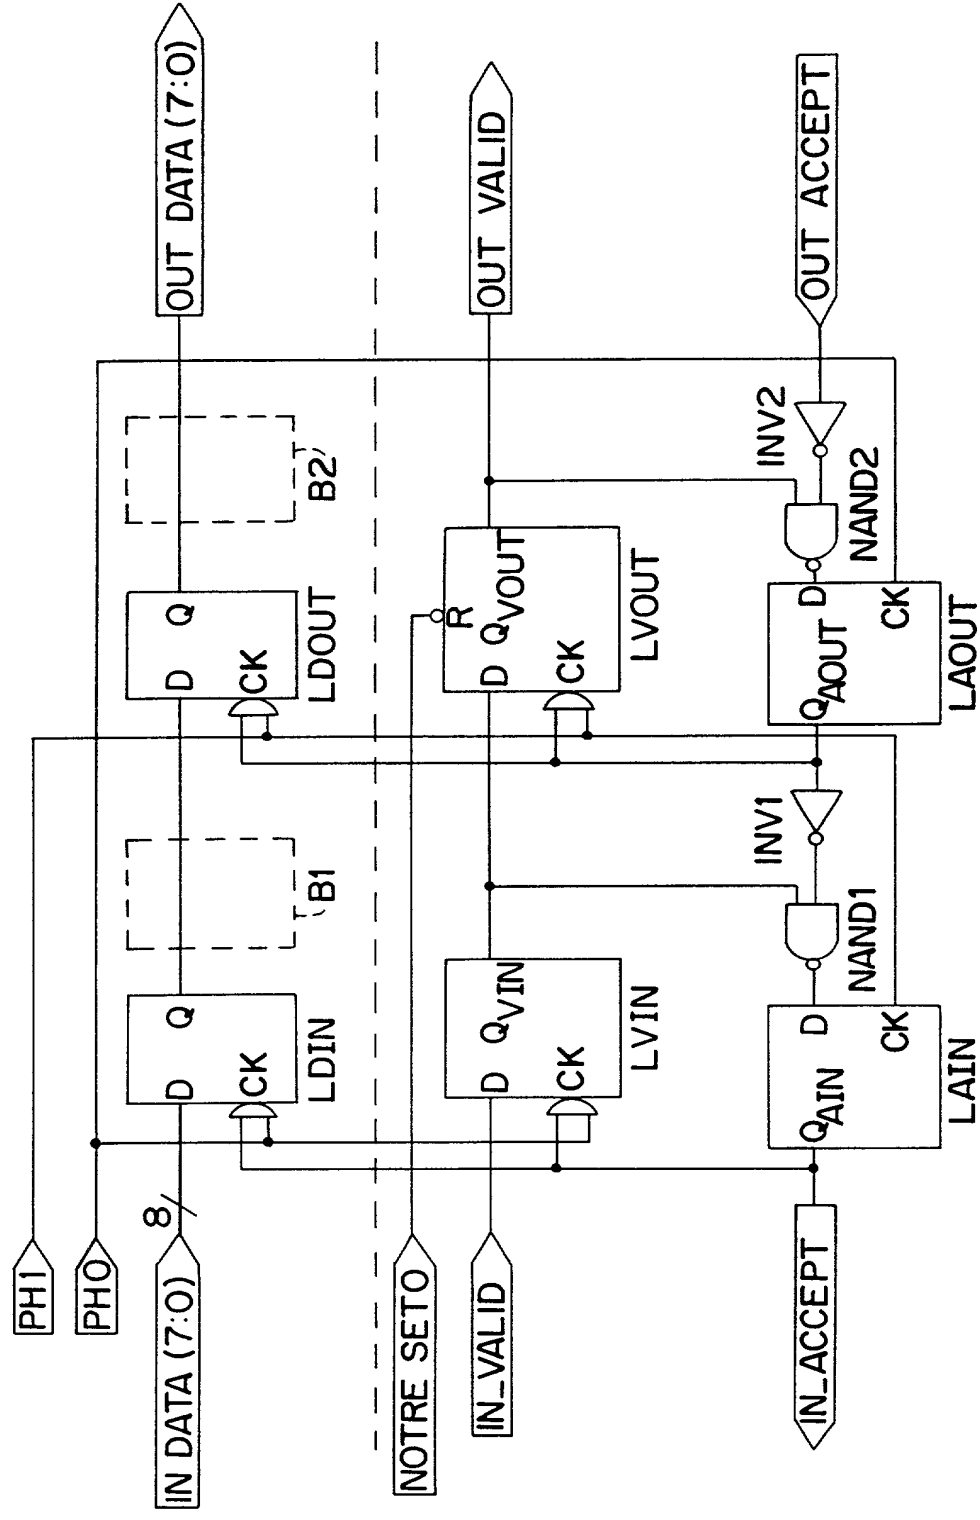 PH1
PH0
IN DATA (7:0)
8
D
Q
CK
LDIN
B1
D
Q
CK
LDOUT
B2
OUT DATA (7:0)
NOTRE SET0
IN_VALID
D
QVIN
CK
LVIN
D
QVOUT
R
CK
LVOUT
OUT VALID
IN_ACCEPT
QAIN
D
CK
LAIN
NAND1
INV1
QAOUT
D
CK
LAOUT
NAND2
INV2
OUT ACCEPT